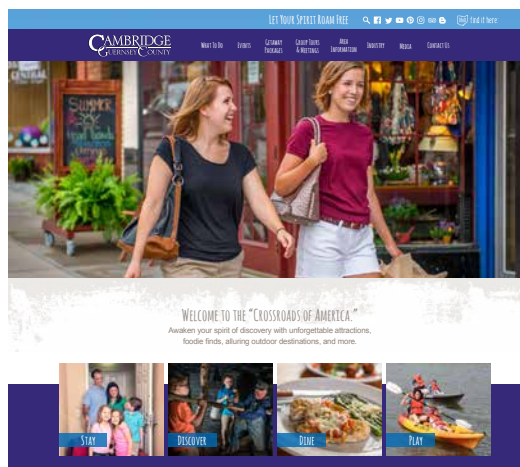 LET YOUR SPIRIT ROAM FREE
find it here
CAMBRIDGE
GUERNSEY COUNTY
WHAT TO DO
EVENTS
GETAWAY
PACKAGES
GROUP TOURS
& MEETINGS
AREA
INFORMATION
INDUSTRY
MEDIA
CONTACT US
CENTRAL
SUMMER
WELCOME TO THE “CROSSROADS OF AMERICA.”
Awaken your spirit of discovery with unforgettable attractions,
foodie finds, alluring outdoor destinations, and more.
STAY
DISCOVER
DINE
PLAY